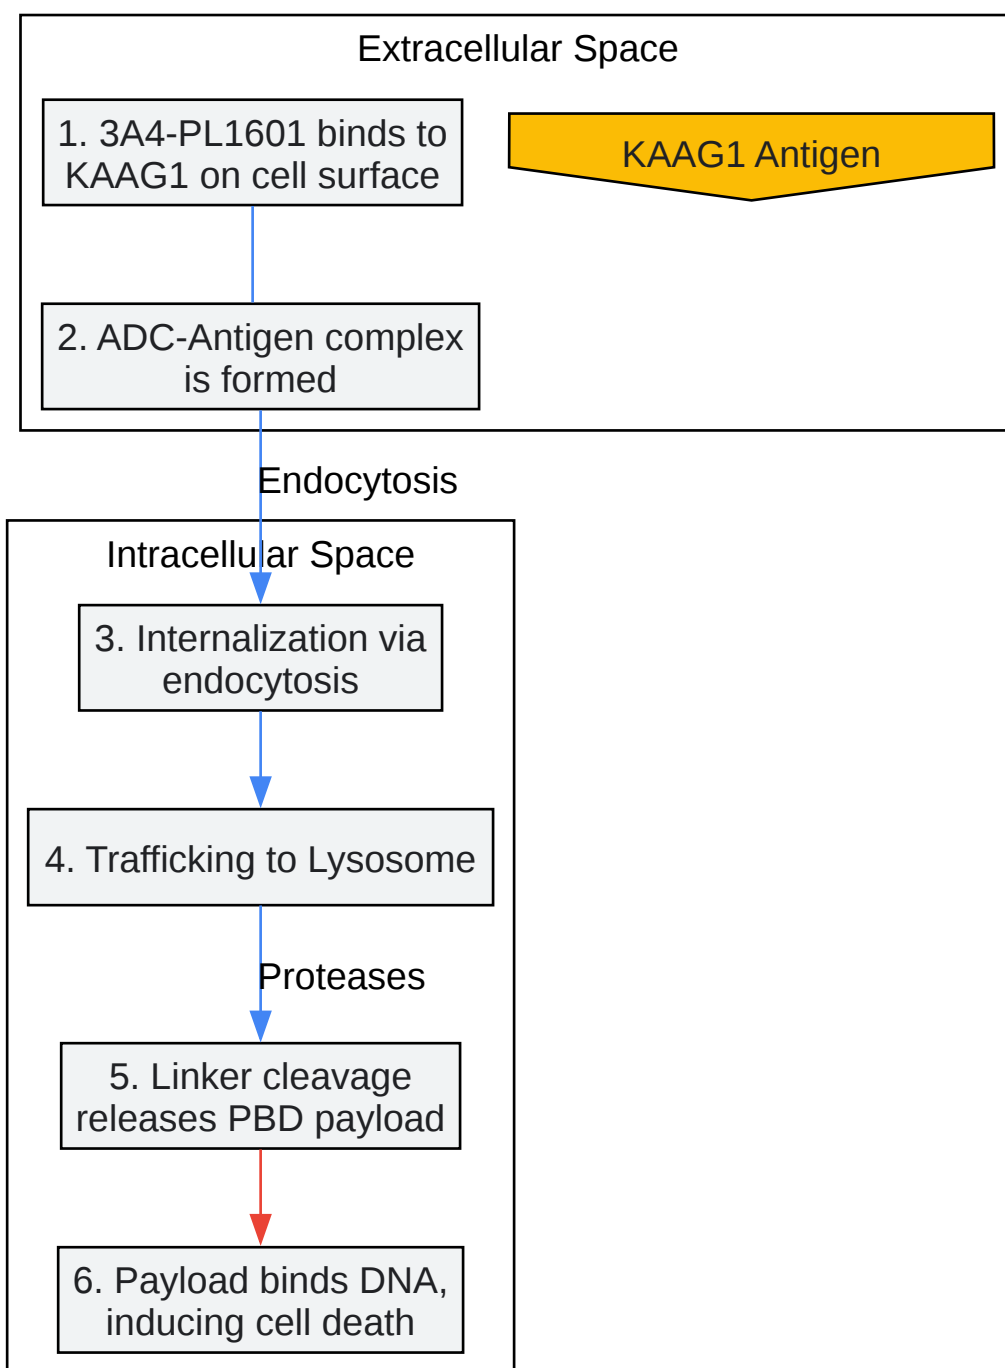 Extracellular Space
1. 3A4-PL1601 binds to
KAAG1 on cell surface
KAAG1 Antigen
2. ADC-Antigen complex
is formed
Endocytosis
Intracellular Space
3. Internalization via
endocytosis
4. Trafficking to Lysosome
Proteases
5. Linker cleavage
releases PBD payload
6. Payload binds DNA,
inducing cell death